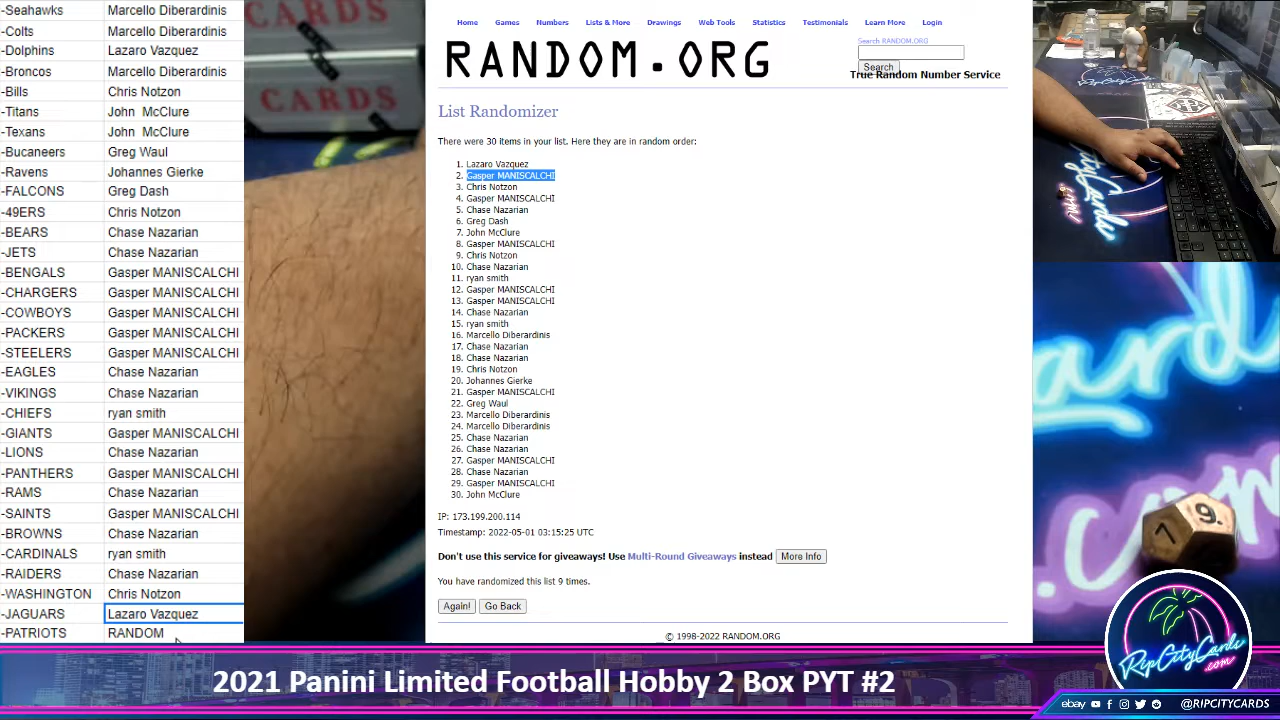 -Seahawks Marcello Diberardinis
-Colts Marcello Diberardinis
-Dolphins Lazaro Vazquez
-Broncos Marcello Diberardinis
-Bills Chris Notzon
-Titans John McClure
-Texans John McClure
-Bucaneers Greg Waul
-Ravens Johannes Gierke
-FALCONS Greg Dash
-49ERS Chris Notzon
-BEARS Chase Nazarian
-JETS Chase Nazarian
-BENGALS Gasper MANISCALCHI
-CHARGERS Gasper MANISCALCHI
-COWBOYS Gasper MANISCALCHI
-PACKERS Gasper MANISCALCHI
-STEELERS Gasper MANISCALCHI
-EAGLES Chase Nazarian
-VIKINGS Chase Nazarian
-CHIEFS ryan smith
-GIANTS Gasper MANISCALCHI
-LIONS Chase Nazarian
-PANTHERS Gasper MANISCALCHI
-RAMS Chase Nazarian
-SAINTS Gasper MANISCALCHI
-BROWNS Chase Nazarian
-CARDINALS ryan smith
-RAIDERS Chase Nazarian
-WASHINGTON Chris Notzon
-JAGUARS Lazaro Vazquez
-PATRIOTS RANDOM
CARDS
CARDS
Home Games Numbers Lists & More Drawings Web Tools Statistics Testimonials Learn More Login
RANDOM.ORG
Search RANDOM.ORG
Search
True Random Number Service
List Randomizer
There were 30 items in your list. Here they are in random order:
1. Lazaro Vazquez
2. Gasper MANISCALCHI
3. Chris Notzon
4. Gasper MANISCALCHI
5. Chase Nazarian
6. Greg Dash
7. John McClure
8. Gasper MANISCALCHI
9. Chris Notzon
10. Chase Nazarian
11. ryan smith
12. Gasper MANISCALCHI
13. Gasper MANISCALCHI
14. Chase Nazarian
15. ryan smith
16. Marcello Diberardinis
17. Chase Nazarian
18. Chase Nazarian
19. Chris Notzon
20. Johannes Gierke
21. Gasper MANISCALCHI
22. Greg Waul
23. Marcello Diberardinis
24. Marcello Diberardinis
25. Chase Nazarian
26. Chase Nazarian
27. Gasper MANISCALCHI
28. Chase Nazarian
29. Gasper MANISCALCHI
30. John McClure
IP: 173.199.200.114
Timestamp: 2022-05-01 03:15:25 UTC
Don't use this service for giveaways! Use Multi-Round Giveaways instead More Info
You have randomized this list 9 times.
Again! Go Back
© 1998-2022 RANDOM.ORG
7 9.
2021 Panini Limited Football Hobby 2 Box PYT #2
RipCityCards
.com
ebay @RIPCITYCARDS